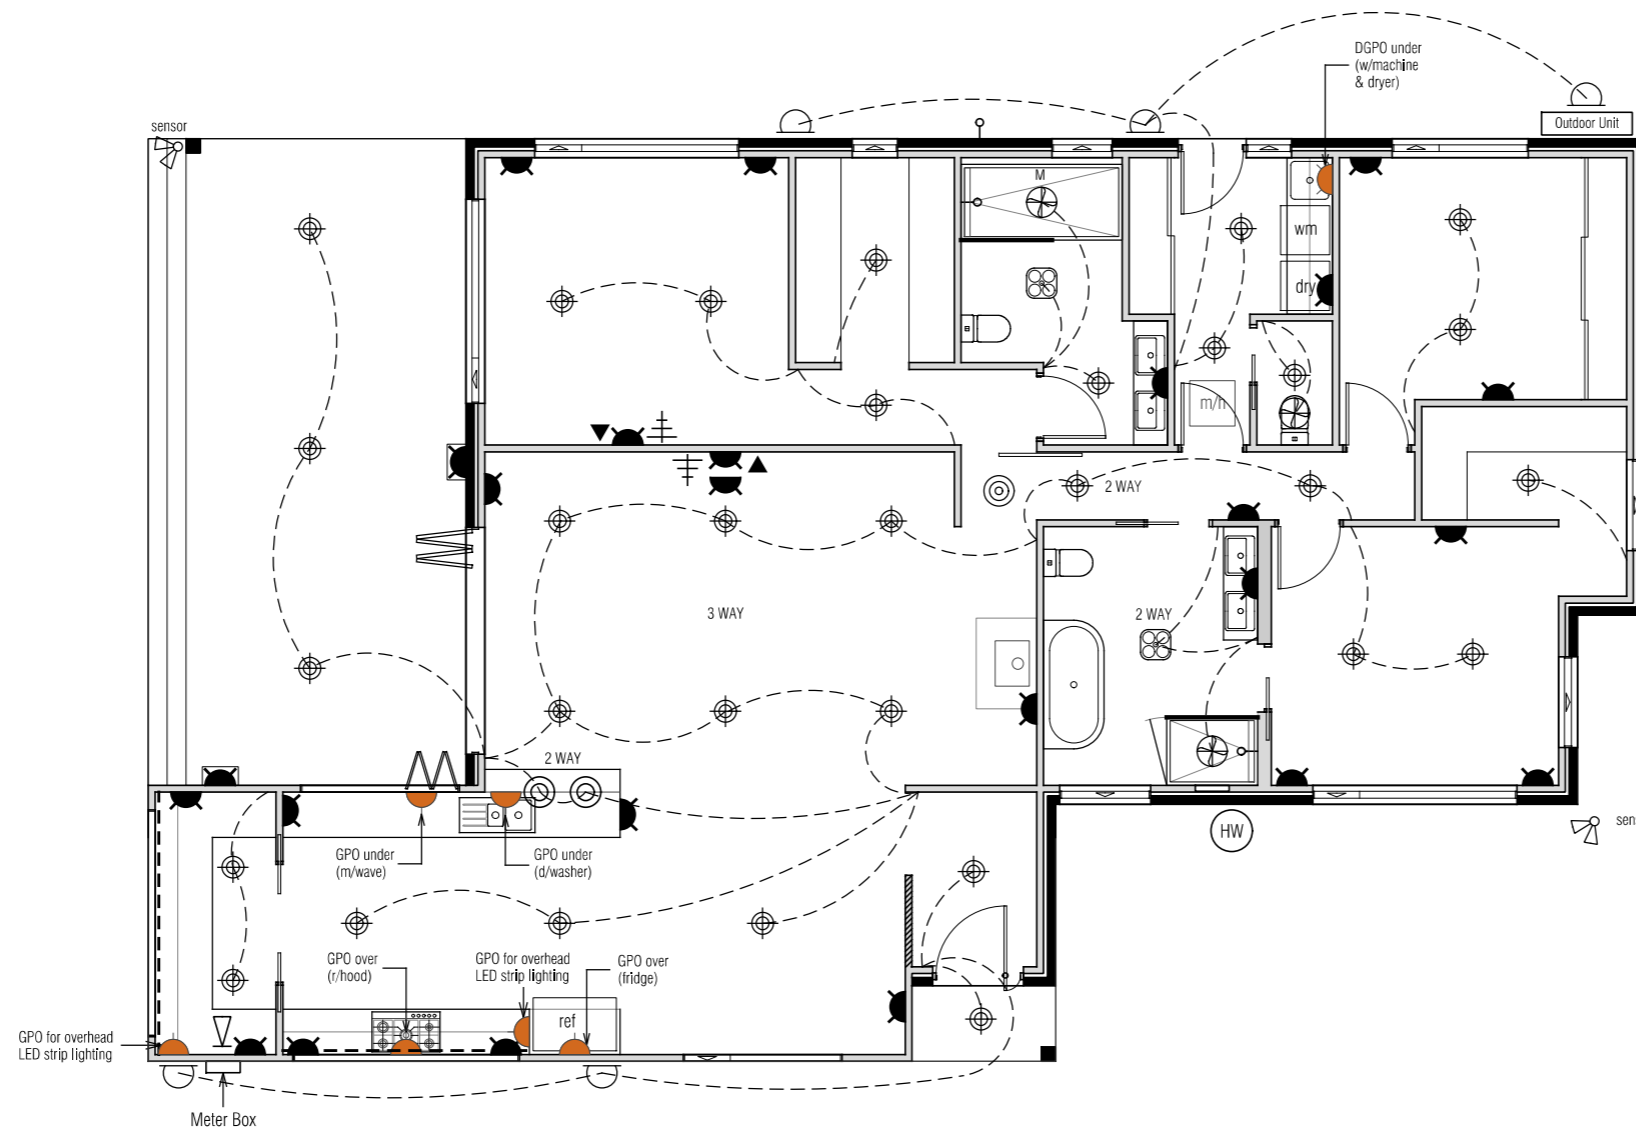 DGPO under
(w/machine
& dryer)
Outdoor Unit
sensor
M
wm
dry
m/h
2 WAY
3 WAY
2 WAY
2 WAY
HW
sens
GPO under
(m/wave)
GPO under
(d/washer)
GPO over
(r/hood)
GPO for overhead
LED strip lighting
GPO over
(fridge)
ref
GPO for overhead
LED strip lighting
Meter Box